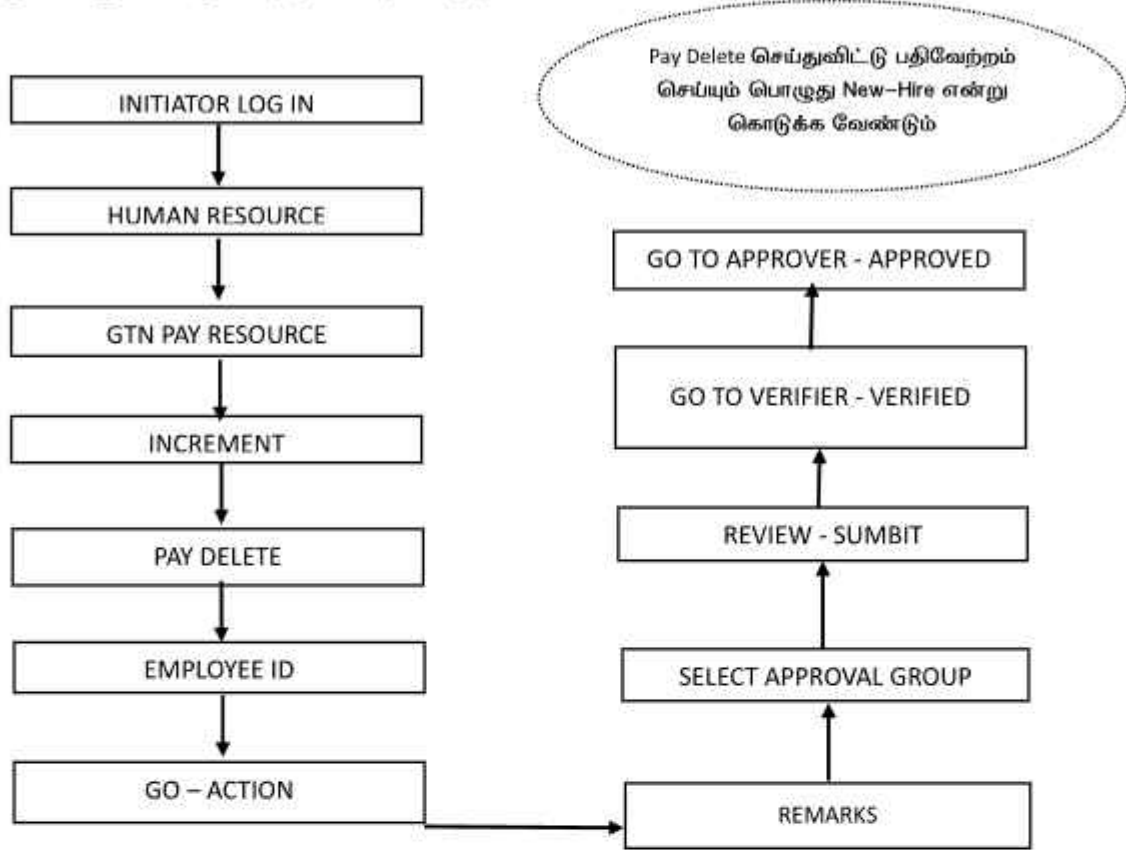 Pay Delete செய்துவிட்டு பதிவேற்றம்
செய்யும் பொழுது New-Hire என்று
கொடுக்க வேண்டும்
INITIATOR LOG IN
HUMAN RESOURCE
GTN PAY RESOURCE
INCREMENT
PAY DELETE
EMPLOYEE ID
GO – ACTION
REMARKS
SELECT APPROVAL GROUP
REVIEW - SUMBIT
GO TO VERIFIER - VERIFIED
GO TO APPROVER - APPROVED